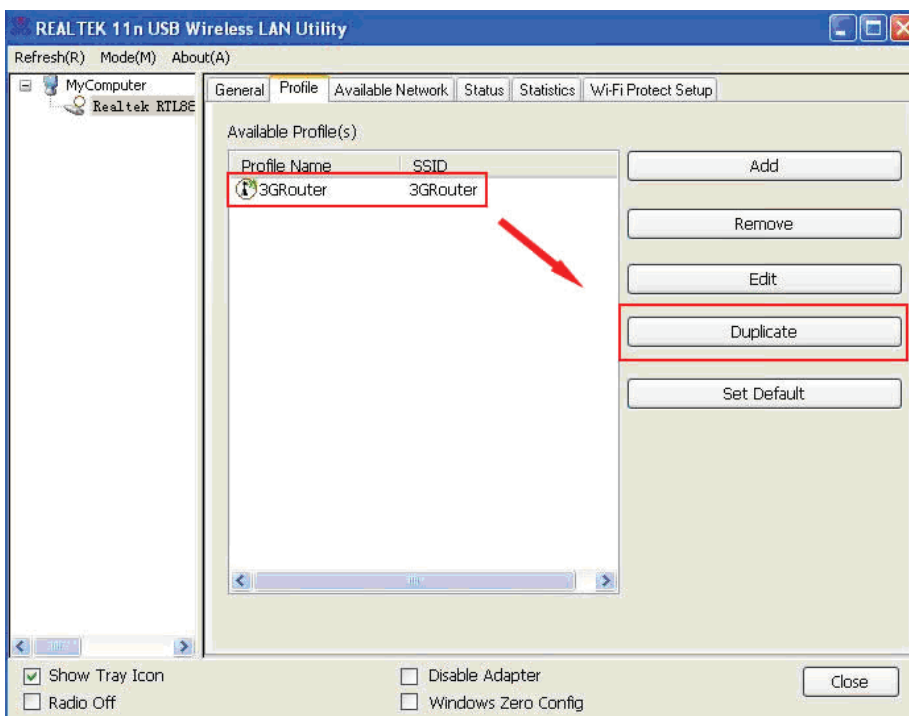 REALTEK 11n USB Wireless LAN Utility
Refresh(R) Mode(M) About(A)
MyComputer
Realtek RTL8
General Profile Available Network Status Statistics Wi-Fi Protect Setup
Available Profile(s)
Profile Name SSID
3GRouter 3GRouter
Add
Remove
Edit
Duplicate
Set Default
Show Tray Icon
Radio Off
Disable Adapter
Windows Zero Config
Close